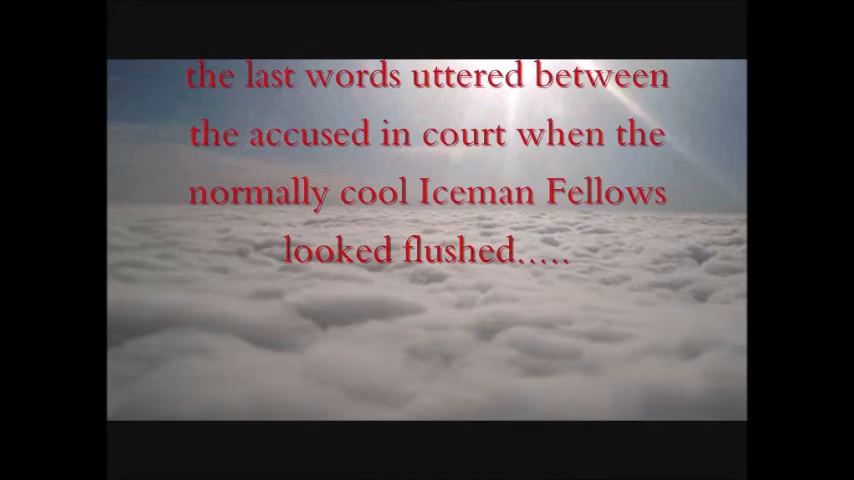 the last words uttered between
the accused in court when the
normally cool Iceman Fellows
looked flushed.....